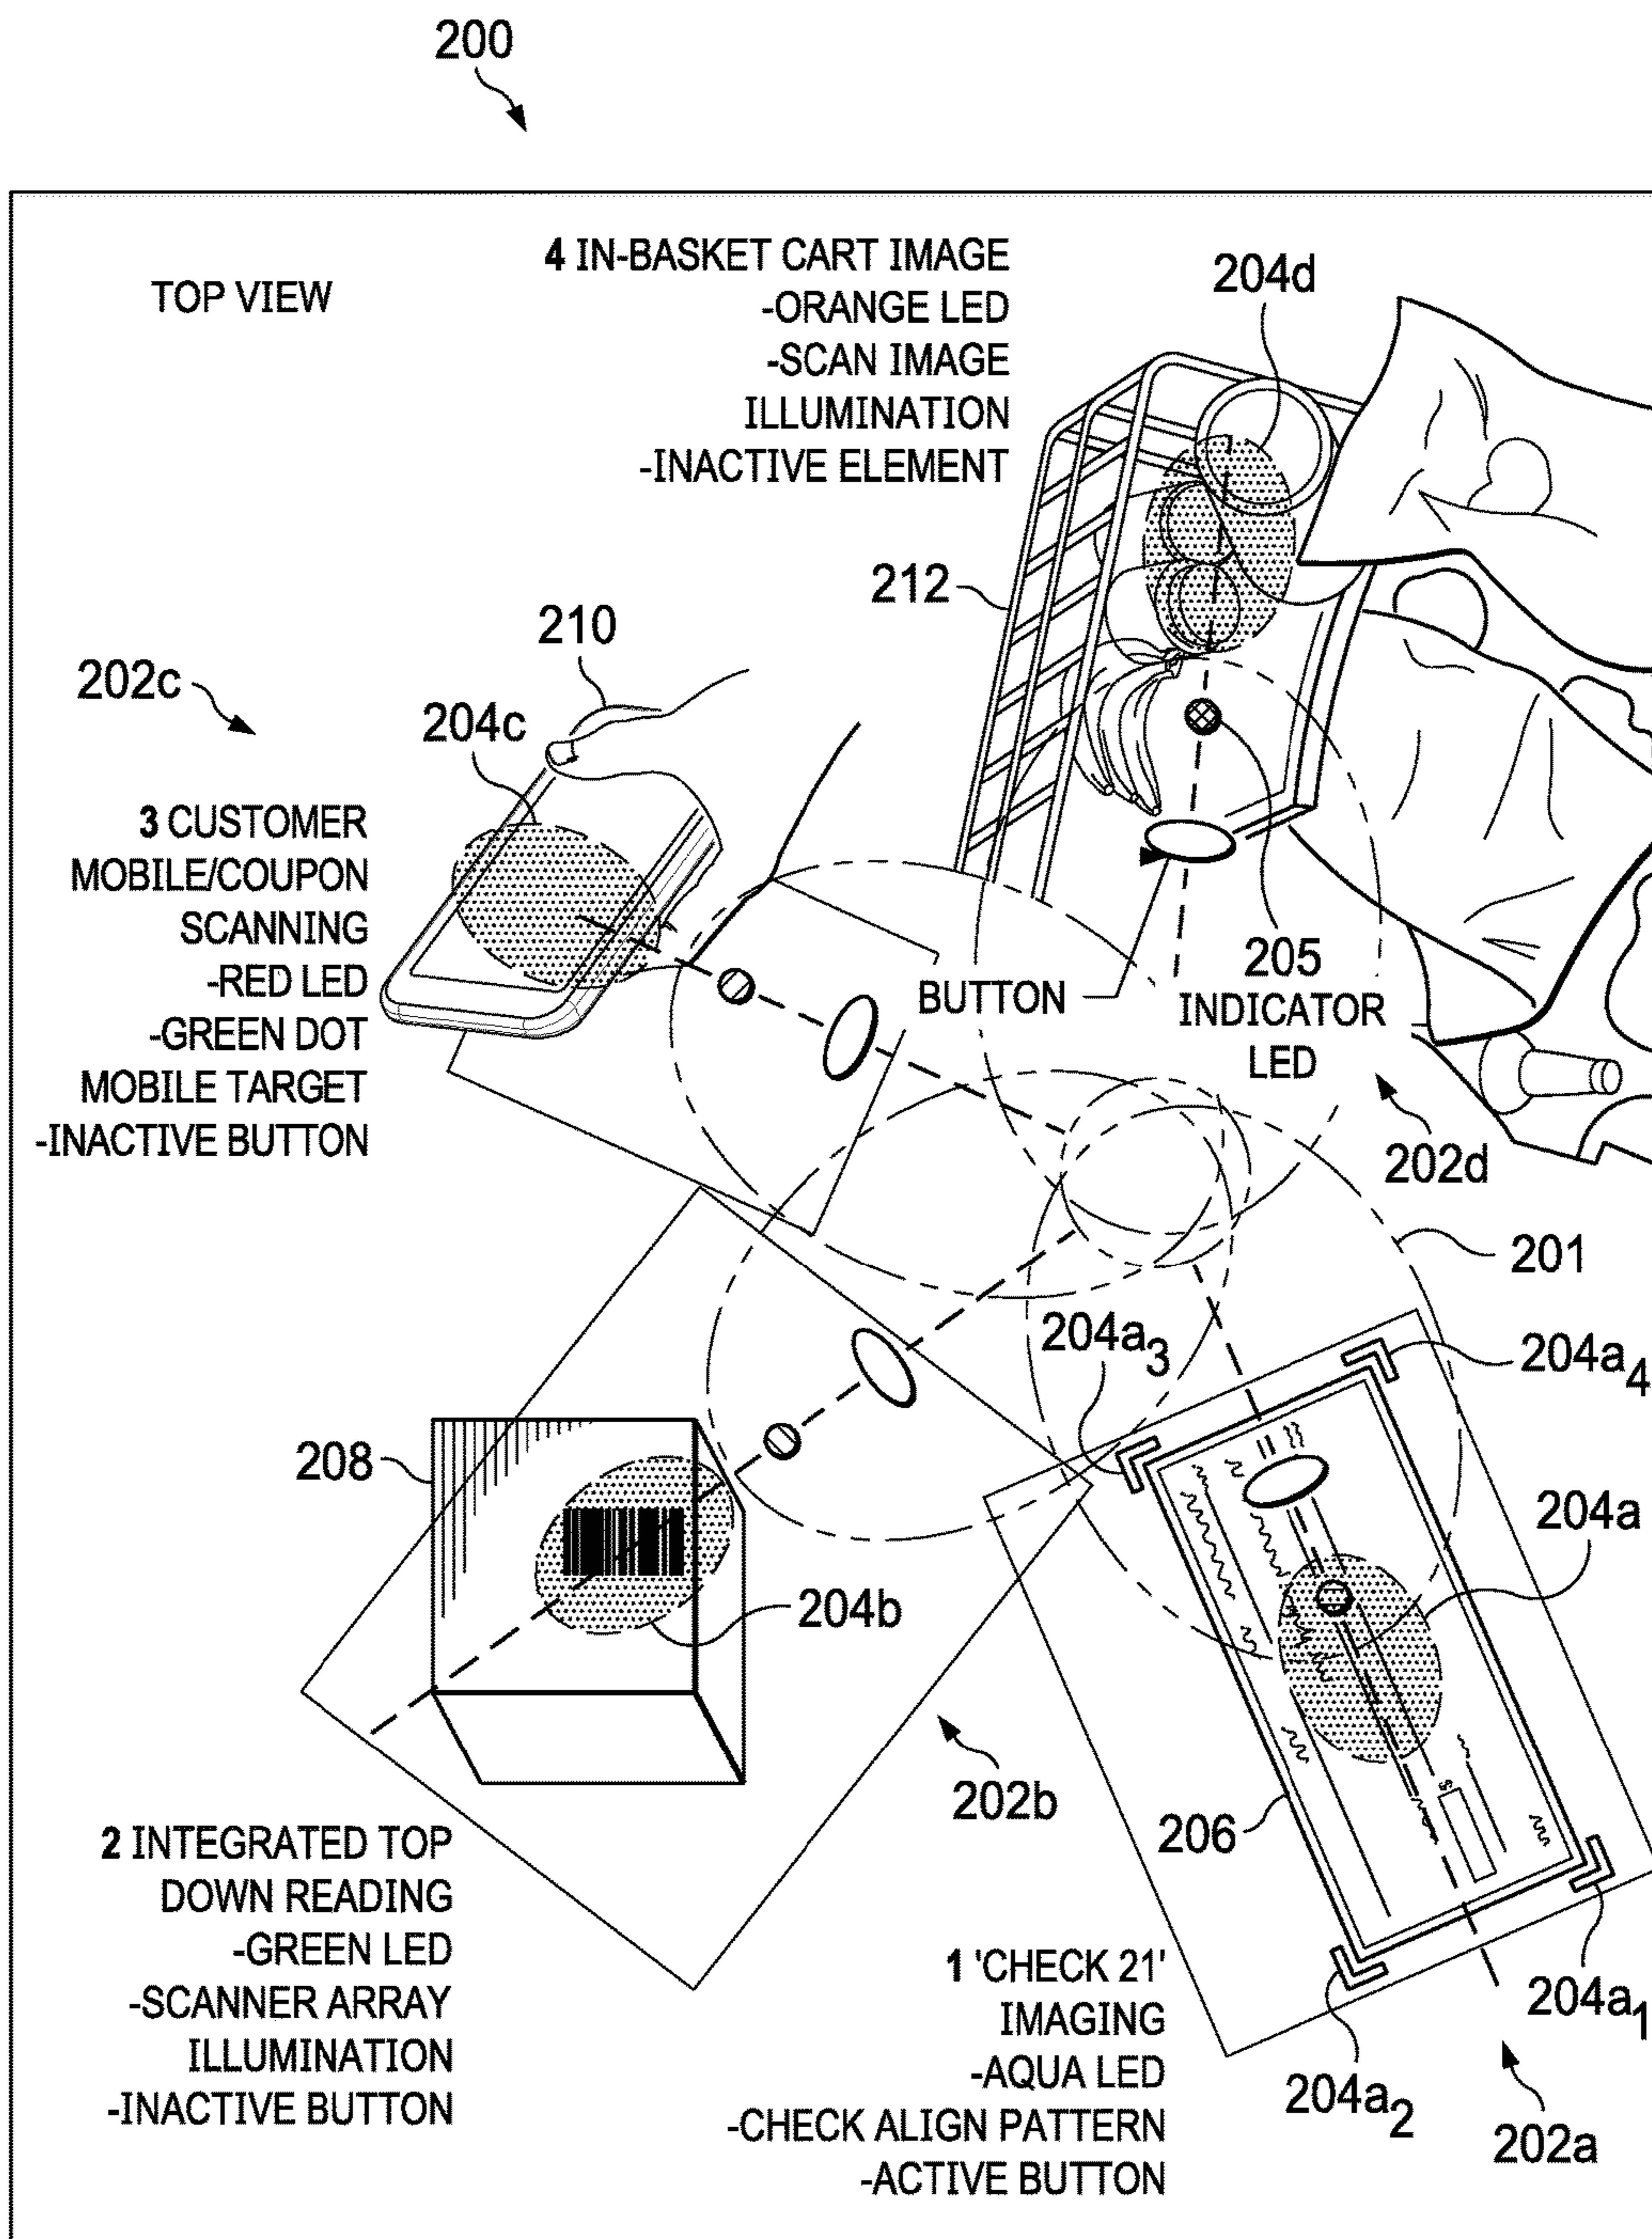 200
TOP VIEW
4 IN-BASKET CART IMAGE
-ORANGE LED
-SCAN IMAGE
ILLUMINATION
-INACTIVE ELEMENT
204d
212
210
202c
204c
3 CUSTOMER
MOBILE/COUPON
SCANNING
-RED LED
-GREEN DOT
MOBILE TARGET
-INACTIVE BUTTON
BUTTON
205
INDICATOR
LED
202d
201
204a3
204a4
208
204a
204b
202b
206
2 INTEGRATED TOP
DOWN READING
-GREEN LED
-SCANNER ARRAY
ILLUMINATION
-INACTIVE BUTTON
1 'CHECK 21'
IMAGING
-AQUA LED
-CHECK ALIGN PATTERN
-ACTIVE BUTTON
$
204a1
204a2
202a